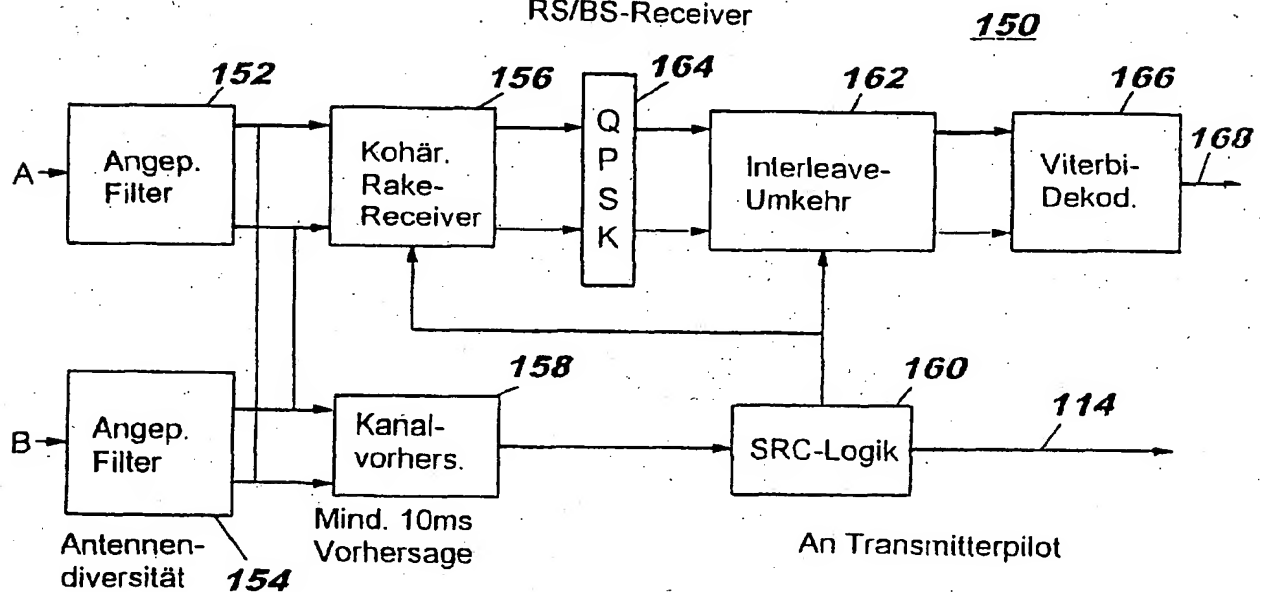 RS/BS-Receiver
150
152
156
164
162
166
168
A
Angep.
Filter
Kohär.
Rake-
Receiver
Q
P
S
K
Interleave-
Umkehr
Viterbi-
Dekod.
158
160
114
B
Angep.
Filter
Kanal-
vorhers.
SRC-Logik
Mind. 10ms
Vorhersage
Antennen-
diversität
154
An Transmitterpilot